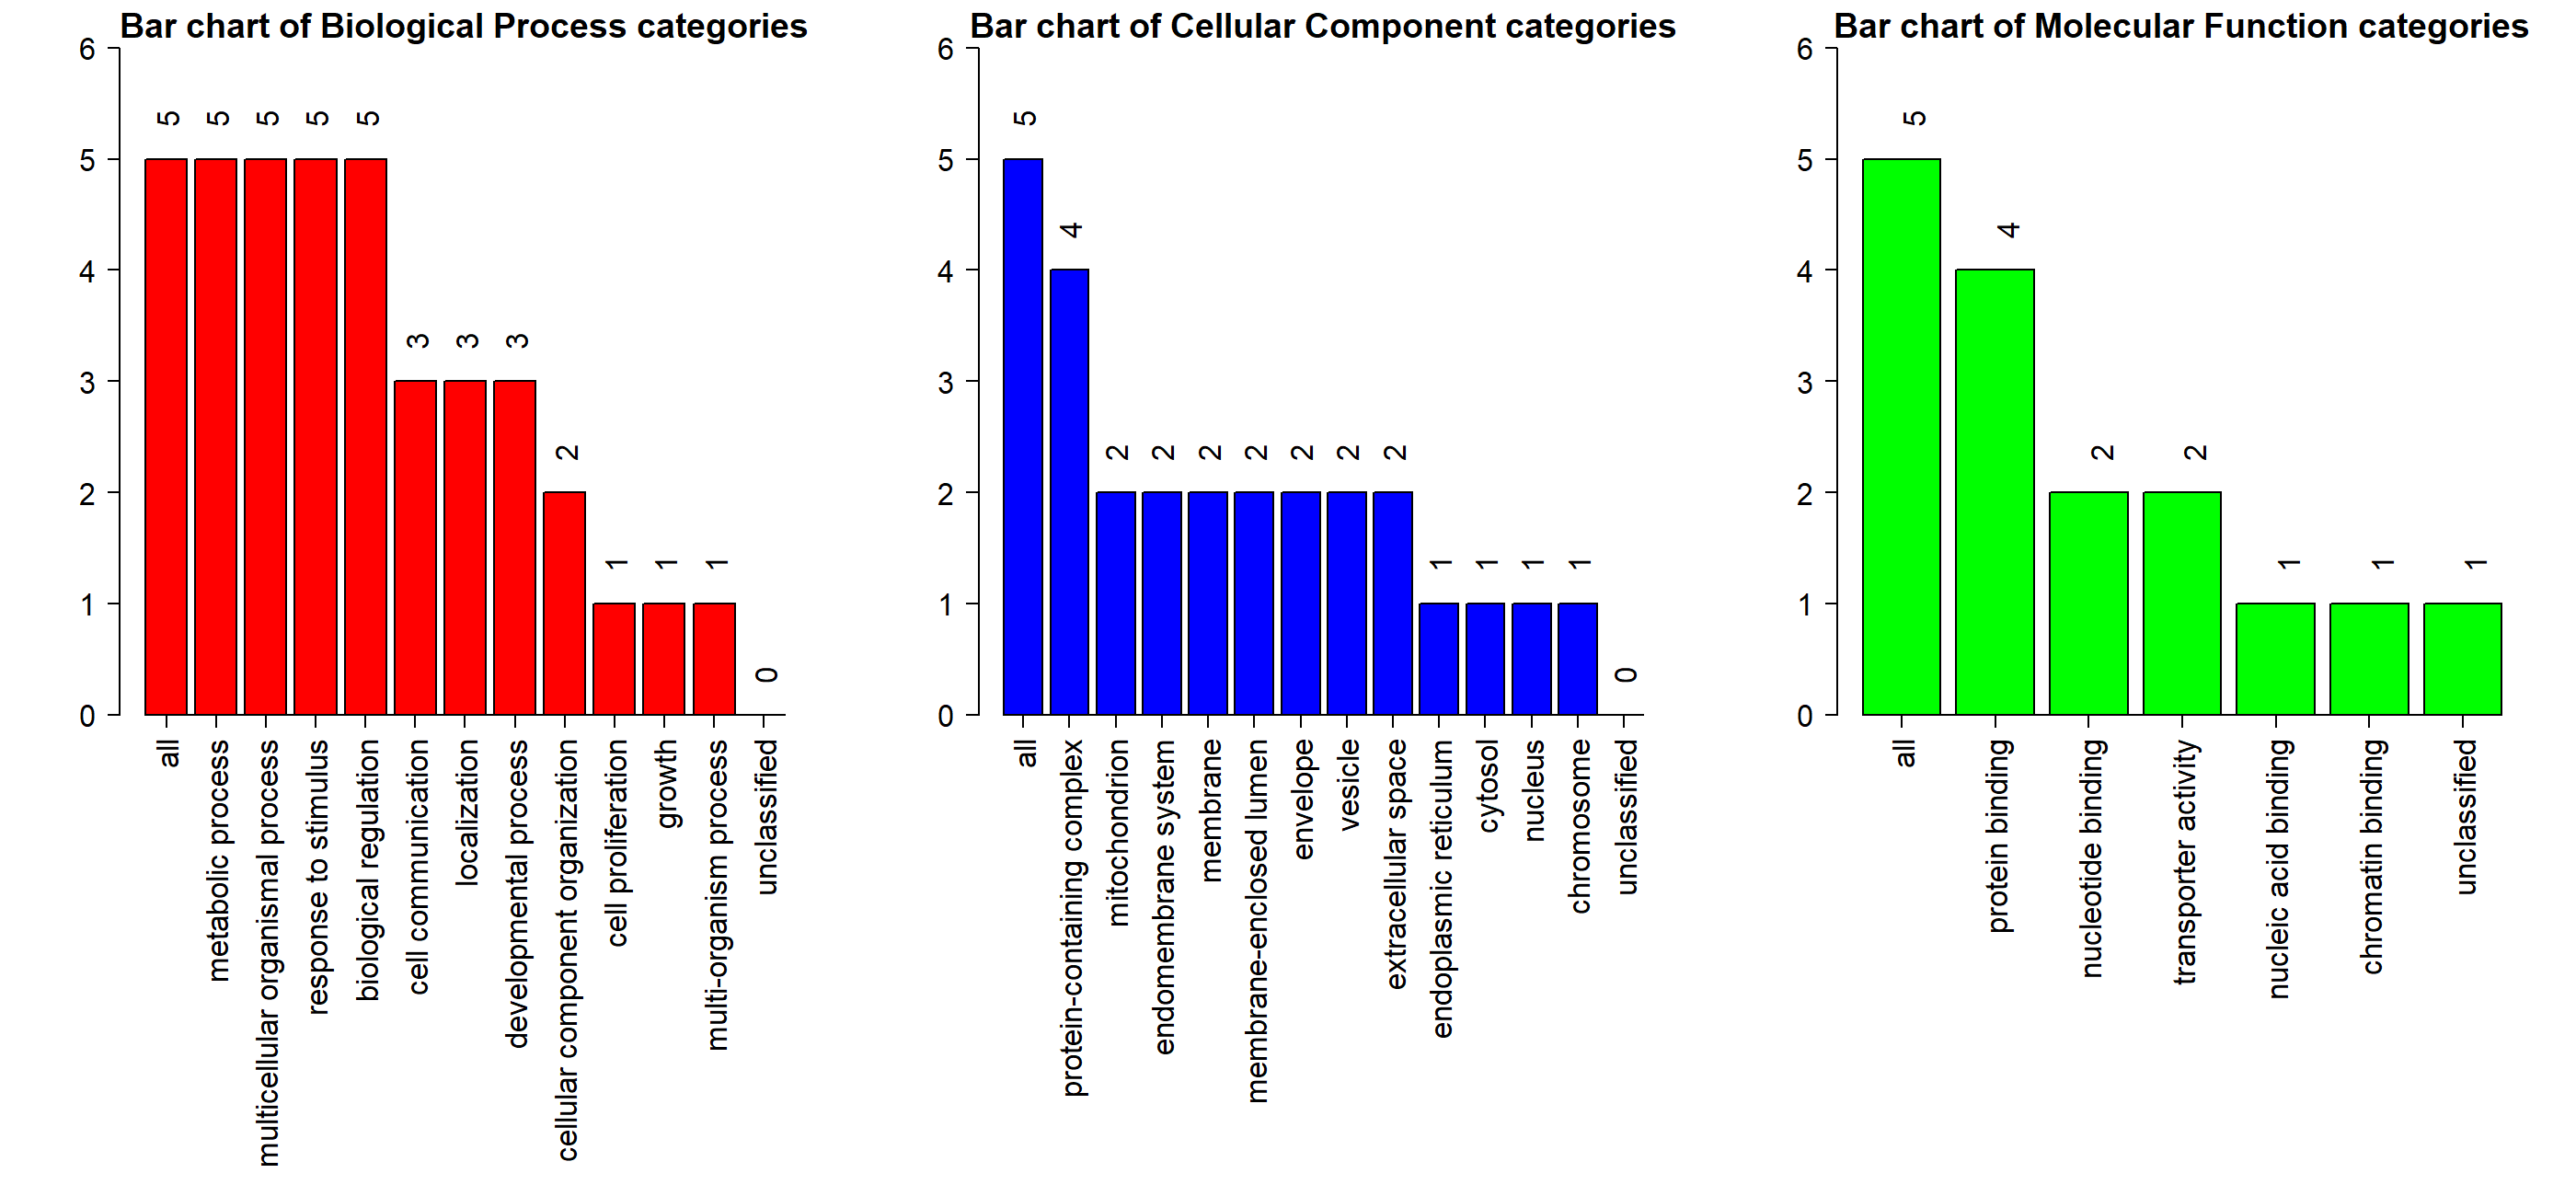 Bar chart of Biological Process categories
6
5
4
3
2
1
0
5
5
5
5
5
3
3
3
2
1
1
1
0
all
metabolic process
multicellular organismal process
response to stimulus
biological regulation
cell communication
localization
developmental process
cellular component organization
cell proliferation
growth
multi-organism process
unclassified
Bar chart of Cellular Component categories
6
5
4
3
2
1
0
5
4
2
2
2
2
2
2
2
1
1
1
1
0
all
protein-containing complex
mitochondrion
endomembrane system
membrane
membrane-enclosed lumen
envelope
vesicle
extracellular space
endoplasmic reticulum
cytosol
nucleus
chromosome
unclassified
Bar chart of Molecular Function categories
6
5
4
3
2
1
0
5
4
2
2
1
1
1
all
protein binding
nucleotide binding
transporter activity
nucleic acid binding
chromatin binding
unclassified